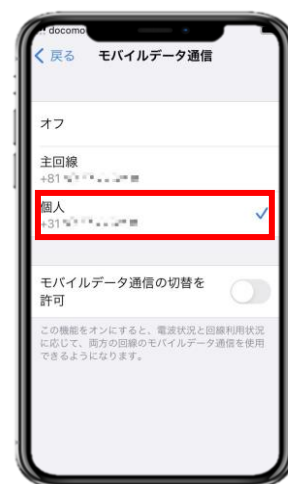 docomo
戻る モバイルデータ通信
オフ
主回線
+81
個人
+31
モバイルデータ通信の切替を
許可
この機能をオンにすると、電波状況と回線利用状況
に応じて、両方の回線のモバイルデータ通信を使用
できるようになります。